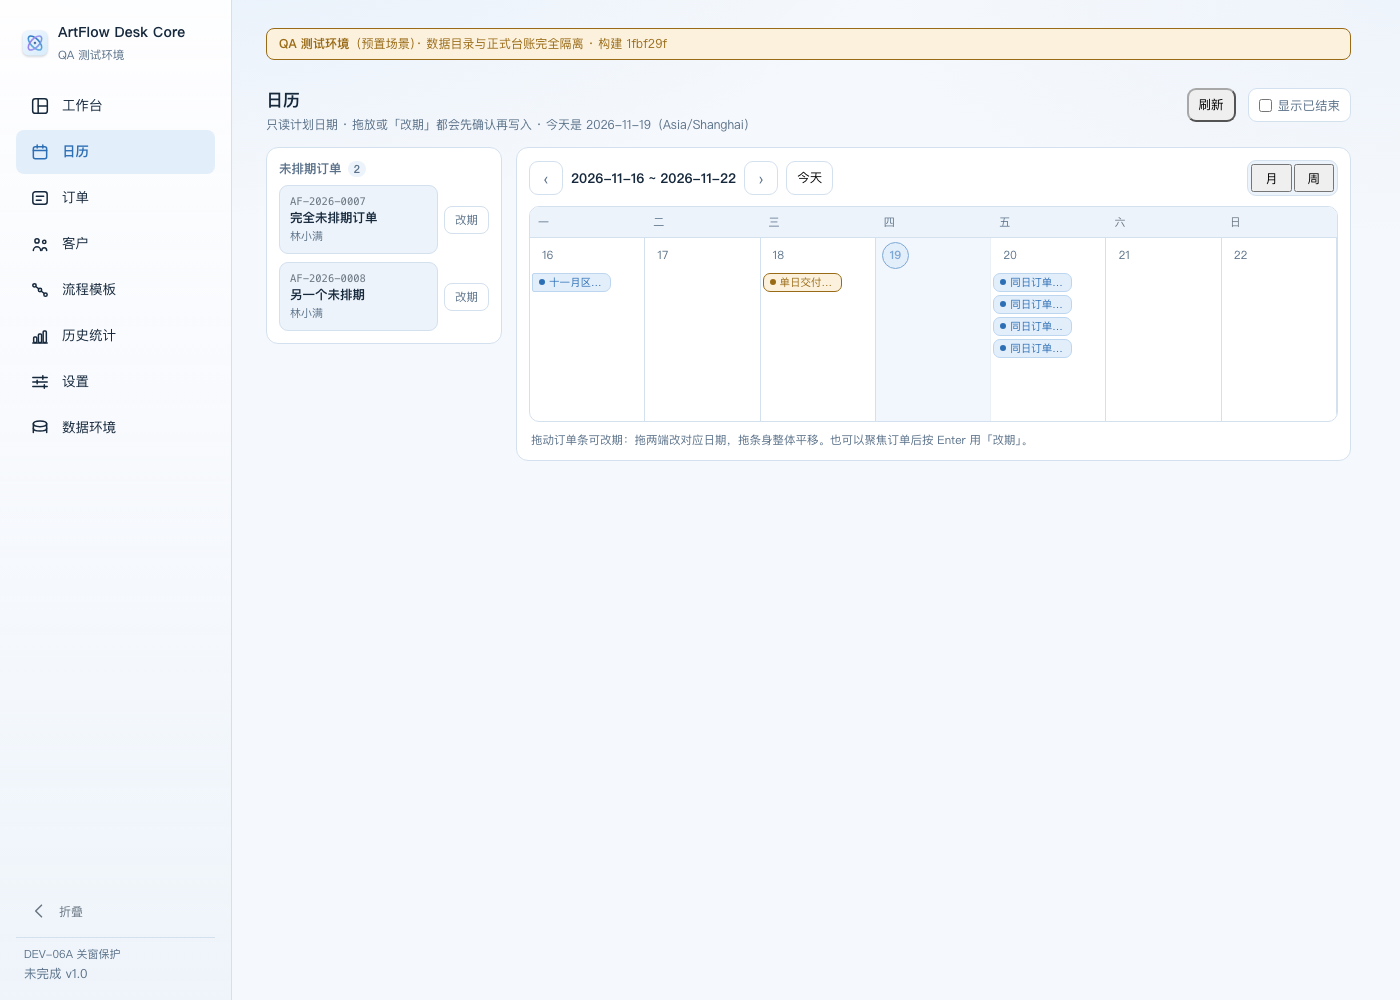 ArtFlow Desk Core
QA 测试环境
工作台
日历
订单
客户
流程模板
历史统计
设置
数据环境
折叠
DEV-06A 关窗保护
未完成 v1.0
QA 测试环境（预置场景）· 数据目录与正式台账完全隔离 · 构建 1fbf29f
日历
只读计划日期 · 拖放或「改期」都会先确认再写入 · 今天是 2026-11-19（Asia/Shanghai）
刷新
显示已结束
未排期订单 2
AF-2026-0007
完全未排期订单
林小满
改期
AF-2026-0008
另一个未排期
林小满
改期
‹ 2026-11-16 ~ 2026-11-22 › 今天
月 周
一 二 三 四 五 六 日
16 17 18 19 20 21 22
十一月区…
单日交付…
同日订单…
同日订单…
同日订单…
同日订单…
拖动订单条可改期：拖两端改对应日期，拖条身整体平移。也可以聚焦订单后按 Enter 用「改期」。